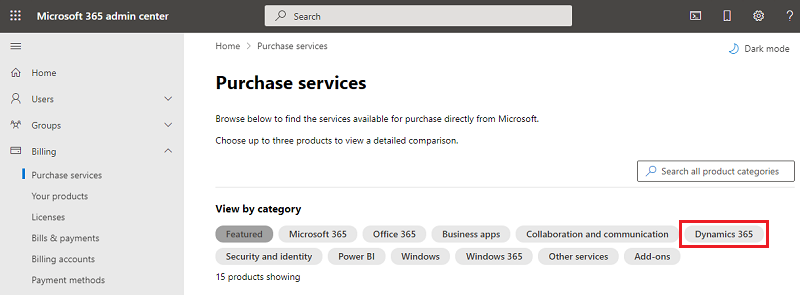 Microsoft 365 admin center
Search
?
Home > Purchase services
Dark mode
Home
Users
Groups
Billing
Purchase services
Your products
Licenses
Bills & payments
Billing accounts
Payment methods
Purchase services
Browse below to find the services available for purchase directly from Microsoft.
Choose up to three products to view a detailed comparison.
Search all product categories
View by category
Featured Microsoft 365 Office 365 Business apps Collaboration and communication Dynamics 365
Security and identity Power BI Windows Windows 365 Other services Add-ons
15 products showing